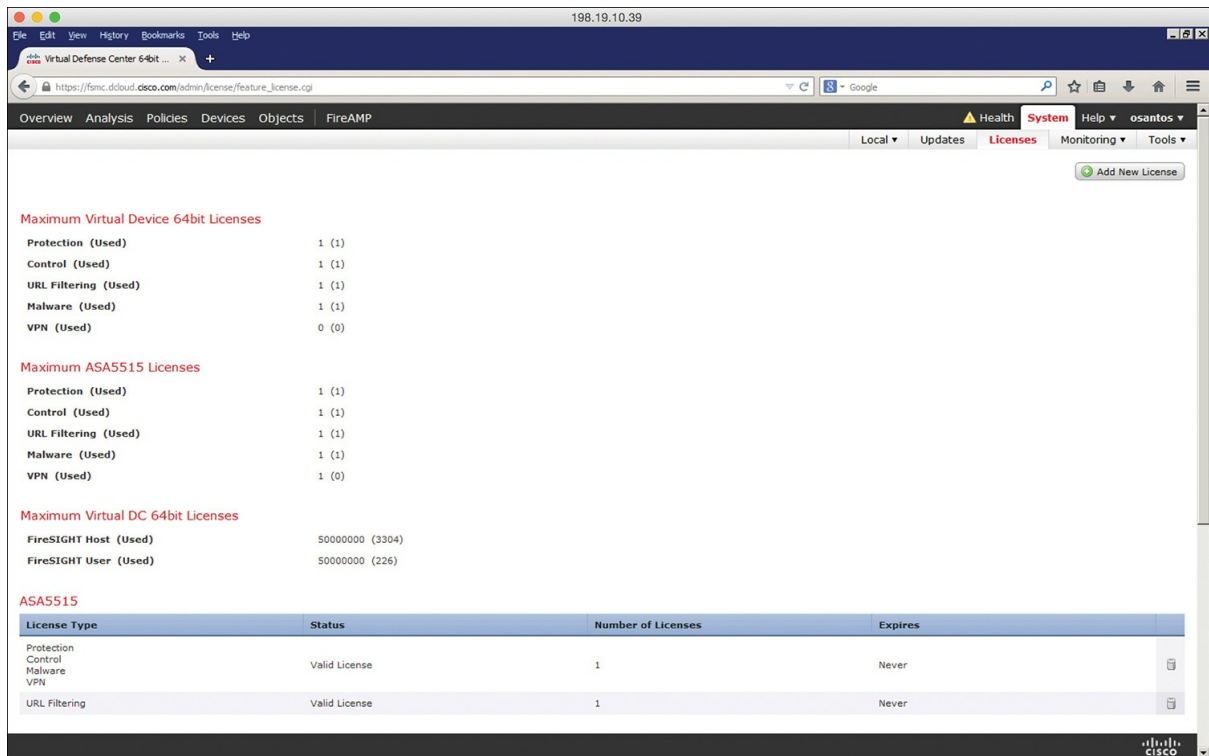 198.19.10.39
File Edit View History Bookmarks Tools Help
Virtual Defense Center 64bit ... × +
https://fsmc.dcloud.cisco.com/admin/license/feature_license.cgi Google
Overview Analysis Policies Devices Objects FireAMP Health System Help osantos
Local Updates Licenses Monitoring Tools
Add New License
Maximum Virtual Device 64bit Licenses
Protection (Used) 1 (1)
Control (Used) 1 (1)
URL Filtering (Used) 1 (1)
Malware (Used) 1 (1)
VPN (Used) 0 (0)
Maximum ASA5515 Licenses
Protection (Used) 1 (1)
Control (Used) 1 (1)
URL Filtering (Used) 1 (1)
Malware (Used) 1 (1)
VPN (Used) 1 (0)
Maximum Virtual DC 64bit Licenses
FireSIGHT Host (Used) 50000000 (3304)
FireSIGHT User (Used) 50000000 (226)
ASA5515
License Type Status Number of Licenses Expires
Protection
Control
Malware
VPN
Valid License 1 Never
URL Filtering Valid License 1 Never
CISCO